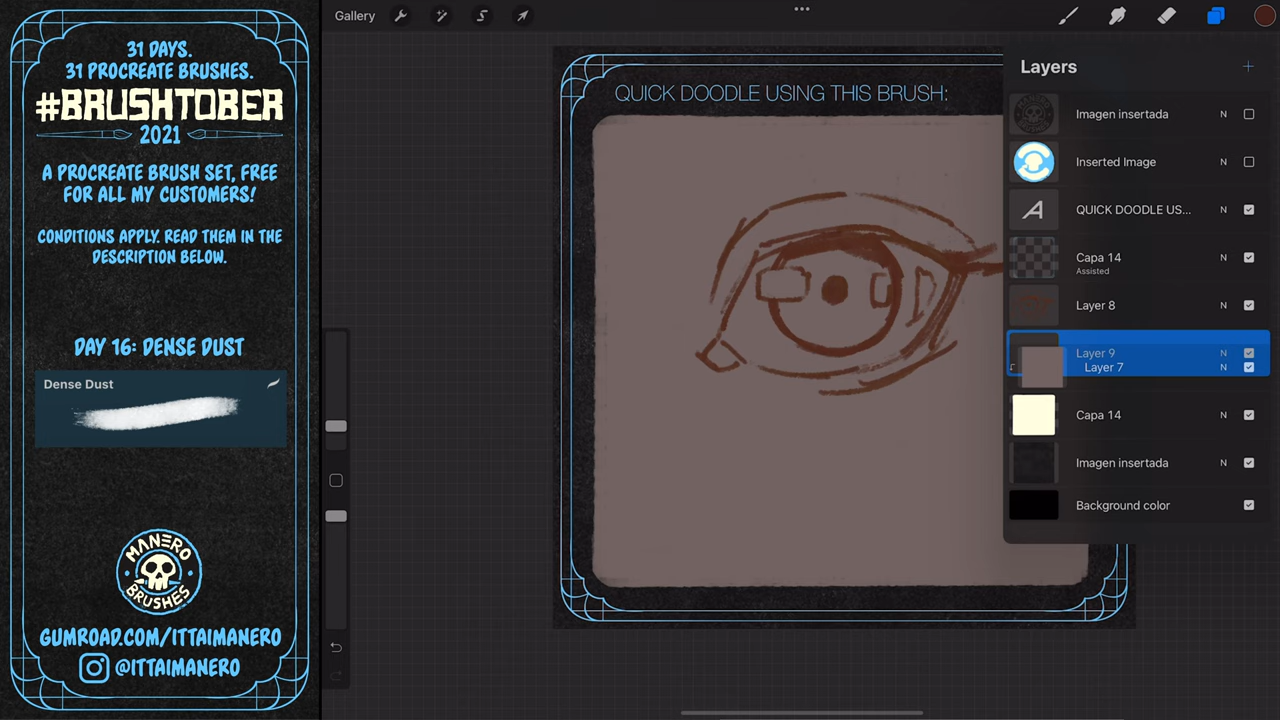 31 DAYS.
31 PROCREATE BRUSHES.
#BRUSHTOBER
2021
A PROCREATE BRUSH SET, FREE
FOR ALL MY CUSTOMERS!
CONDITIONS APPLY. READ THEM IN THE
DESCRIPTION BELOW.
DAY 16: DENSE DUST
Dense Dust
MANERO
BRUSHES
GUMROAD.COM/ITTAIMANERO
@ITTAIMANERO
Gallery
QUICK DOODLE USING THIS BRUSH:
Layers
Imagen insertada N
Inserted Image N
A QUICK DOODLE US... N
Capa 14 N
Assisted
Layer 8 N
Layer 9 N
Layer 7 N
Capa 14 N
Imagen insertada N
Background color